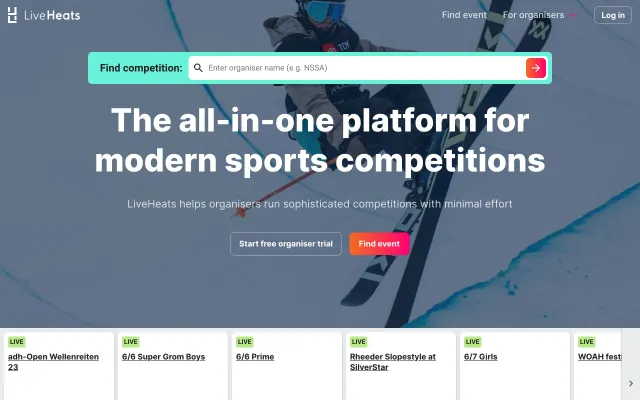 LiveHeats
Find event
For organisers
Log in
Find competition:
Enter organiser name (e.g. NSSA)
The all-in-one platform for
modern sports competitions
LiveHeats helps organisers run sophisticated competitions with minimal effort
Start free organiser trial
Find event
LIVE
adh-Open Wellenreiten
23
LIVE
6/6 Super Grom Boys
LIVE
6/6 Prime
LIVE
Rheeder Slopestyle at
SilverStar
LIVE
6/7 Girls
LIVE
WOAH fest